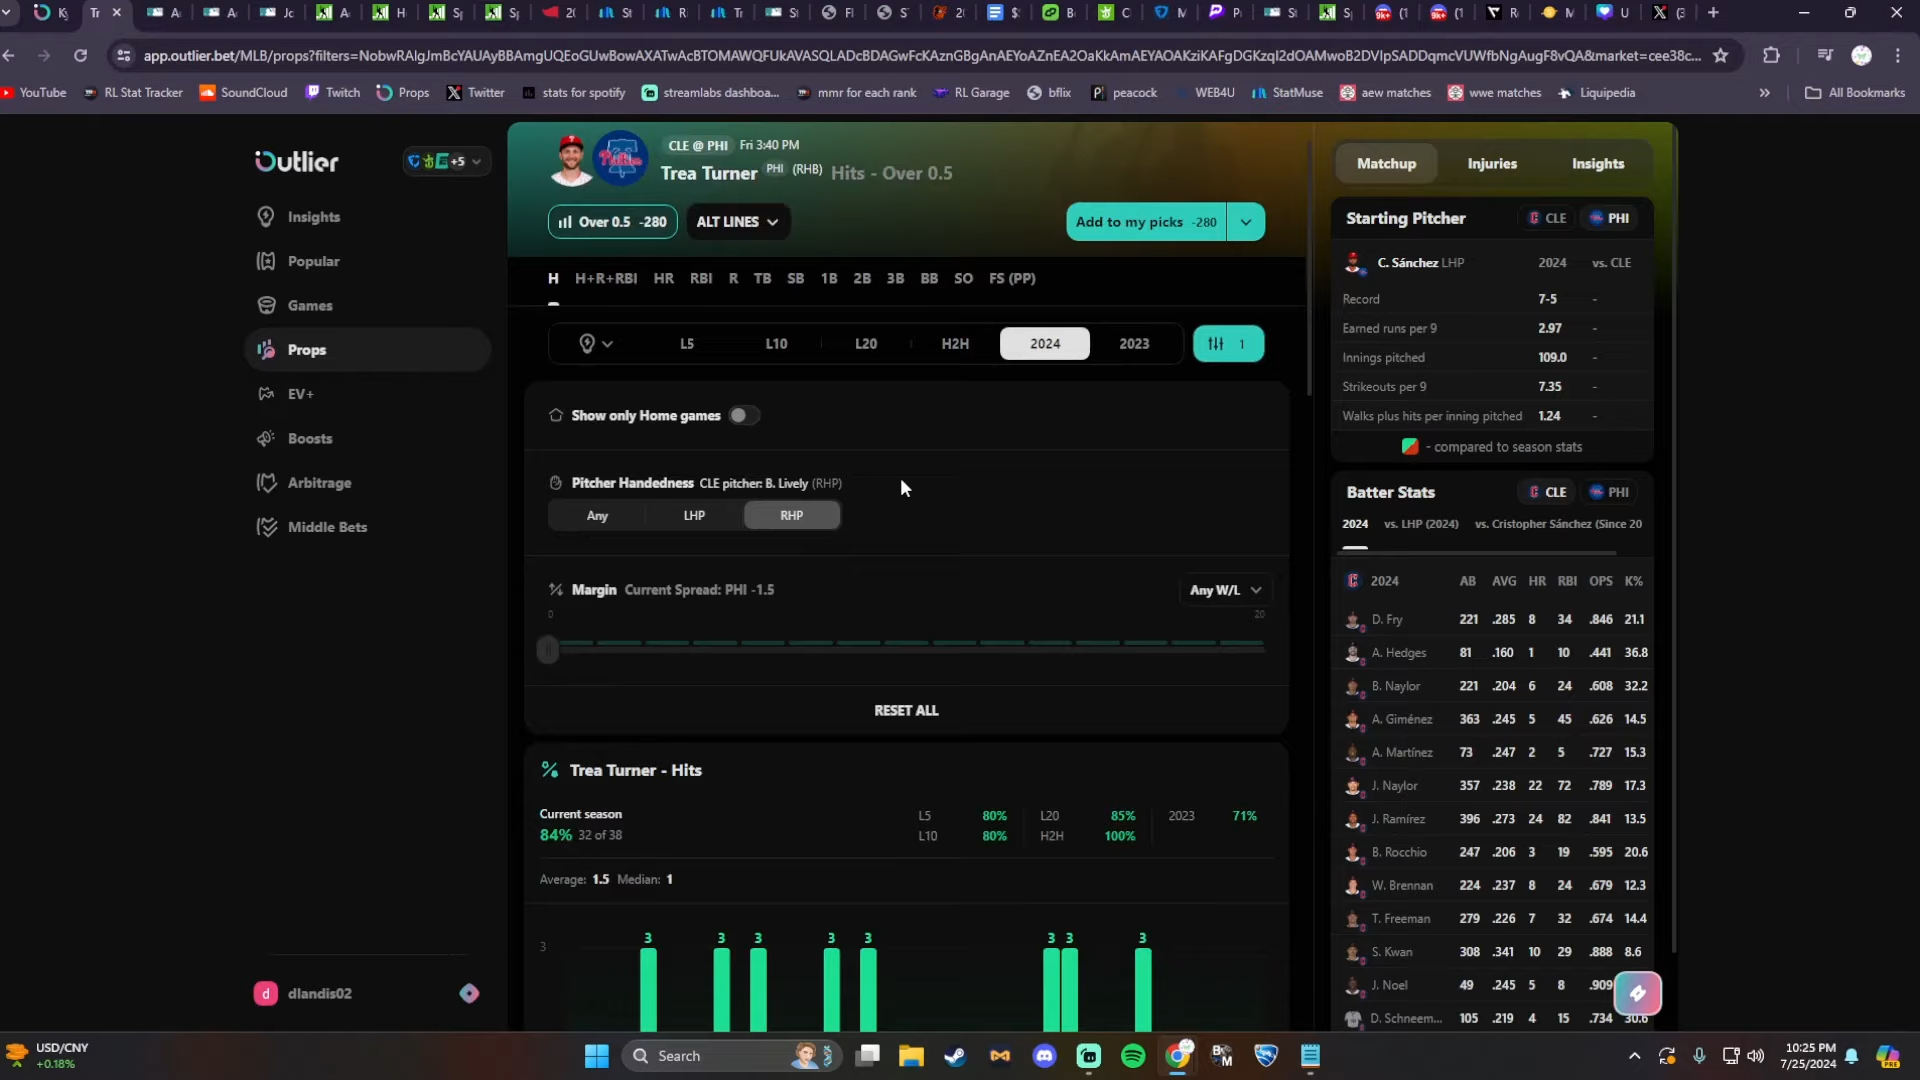 app.outlier.bet/MLB/props?filters=
YouTube
RL Stat Tracker
SoundCloud
Twitch
Props
Twitter
stats for spotify
streamlabs dashboa...
mmr for each rank
RL Garage
bflix
peacock
WEB4U
StatMuse
aew matches
wwe matches
Liquipedia
All Bookmarks
Outlier
+5
Insights
Popular
Games
Props
EV+
Boosts
Arbitrage
Middle Bets
dlandis02
CLE @ PHI Fri 3:40 PM
Trea Turner PHI (RHB) Hits - Over 0.5
Over 0.5 -280
ALT LINES
Add to my picks -280
H H+R+RBI HR RBI R TB SB 1B 2B 3B BB SO FS (PP)
L5 L10 L20 H2H 2024 2023 1
Show only Home games
Pitcher Handedness CLE pitcher: B. Lively (RHP)
Any LHP RHP
Margin Current Spread: PHI -1.5
Any W/L
0 20
RESET ALL
Trea Turner - Hits
Current season
84% 32 of 38
L5 80% L20 85% 2023 71%
L10 80% H2H 100%
Average: 1.5 Median: 1
3 3 3 3 3 3 3 3
3
Matchup Injuries Insights
Starting Pitcher CLE PHI
C. Sánchez LHP 2024 vs. CLE
Record 7-5 -
Earned runs per 9 2.97 -
Innings pitched 109.0 -
Strikeouts per 9 7.35 -
Walks plus hits per inning pitched 1.24 -
- compared to season stats
Batter Stats CLE PHI
2024 vs. LHP (2024) vs. Cristopher Sánchez (Since 20
2024 AB AVG HR RBI OPS K%
D. Fry 221 .285 8 34 .846 21.1
A. Hedges 81 .160 1 10 .441 36.8
B. Naylor 221 .204 6 24 .608 32.2
A. Giménez 363 .245 5 45 .626 14.5
A. Martínez 73 .247 2 5 .727 15.3
J. Naylor 357 .238 22 72 .789 17.3
J. Ramírez 396 .273 24 82 .841 13.5
B. Rocchio 247 .206 3 19 .595 20.6
W. Brennan 224 .237 8 24 .679 12.3
T. Freeman 279 .226 7 32 .674 14.4
S. Kwan 308 .341 10 29 .888 8.6
J. Noel 49 .245 5 8 .909
D. Schneem... 105 .219 4 15 .734 30.6
USD/CNY
+0.18%
Search
10:25 PM
7/25/2024